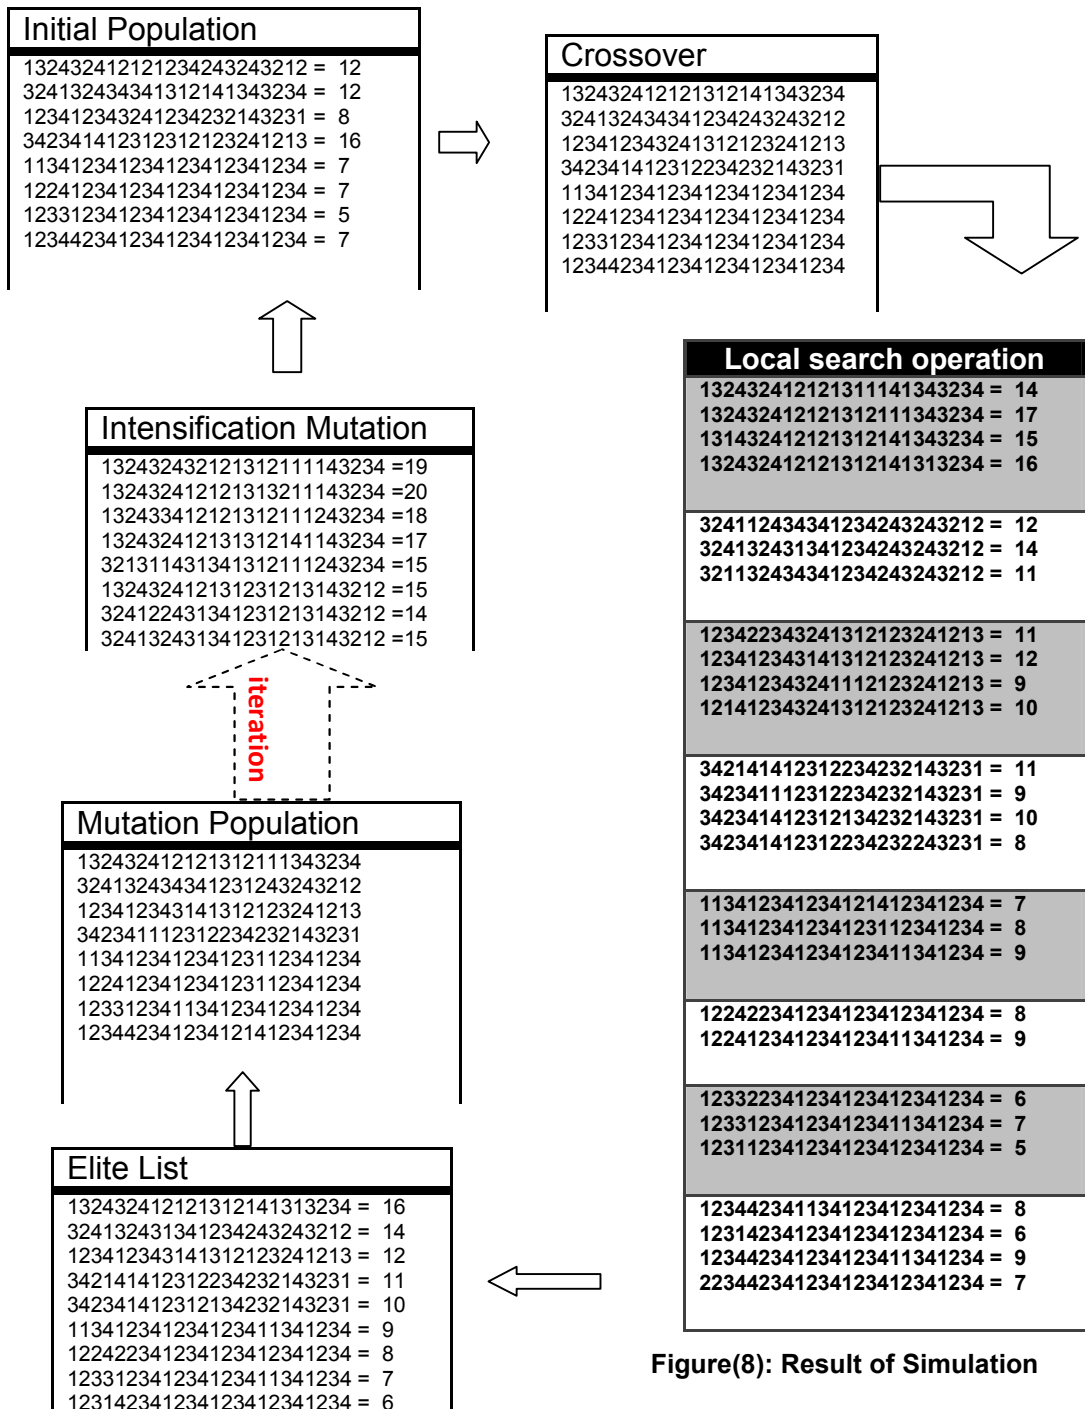 Initial Population
132432412121234243243212 = 12
324132434341312141343234 = 12
123412343241234232143231 = 8
342341412312312123241213 = 16
113412341234123412341234 = 7
122412341234123412341234 = 7
123312341234123412341234 = 5
123442341234123412341234 = 7
Crossover
132432412121312141343234
324132434341234243243212
123412343241312123241213
342341412312234232143231
113412341234123412341234
122412341234123412341234
123312341234123412341234
123442341234123412341234
Local search operation
132432412121311141343234 = 14
132432412121312111343234 = 17
131432412121312141343234 = 15
132432412121312141313234 = 16
324112434341234243243212 = 12
324132431341234243243212 = 14
321132434341234243243212 = 11
123422343241312123241213 = 11
123412343141312123241213 = 12
123412343241112123241213 = 9
121412343241312123241213 = 10
342141412312234232143231 = 11
342341112312234232143231 = 9
342341412312134232143231 = 10
342341412312234232243231 = 8
113412341234121412341234 = 7
113412341234123112341234 = 8
113412341234123411341234 = 9
122422341234123412341234 = 8
122412341234123411341234 = 9
123322341234123412341234 = 6
123312341234123411341234 = 7
123112341234123412341234 = 5
123442341134123412341234 = 8
123142341234123412341234 = 6
123442341234123411341234 = 9
223442341234123412341234 = 7
Intensification Mutation
132432432121312111143234 =19
132432412121313211143234 =20
132433412121312111243234 =18
132432412131312141143234 =17
321311431341312111243234 =15
132432412131231213143212 =15
324122431341231213143212 =14
324132431341231213143212 =15
iteration
Mutation Population
132432412121312111343234
324132434341231243243212
123412343141312123241213
342341112312234232143231
113412341234123112341234
122412341234123112341234
123312341134123412341234
123442341234121412341234
Elite List
132432412121312141313234 = 16
324132431341234243243212 = 14
123412343141312123241213 = 12
342141412312234232143231 = 11
342341412312134232143231 = 10
113412341234123411341234 = 9
122422341234123412341234 = 8
123312341234123411341234 = 7
123142341234123412341234 = 6
Figure(8): Result of Simulation